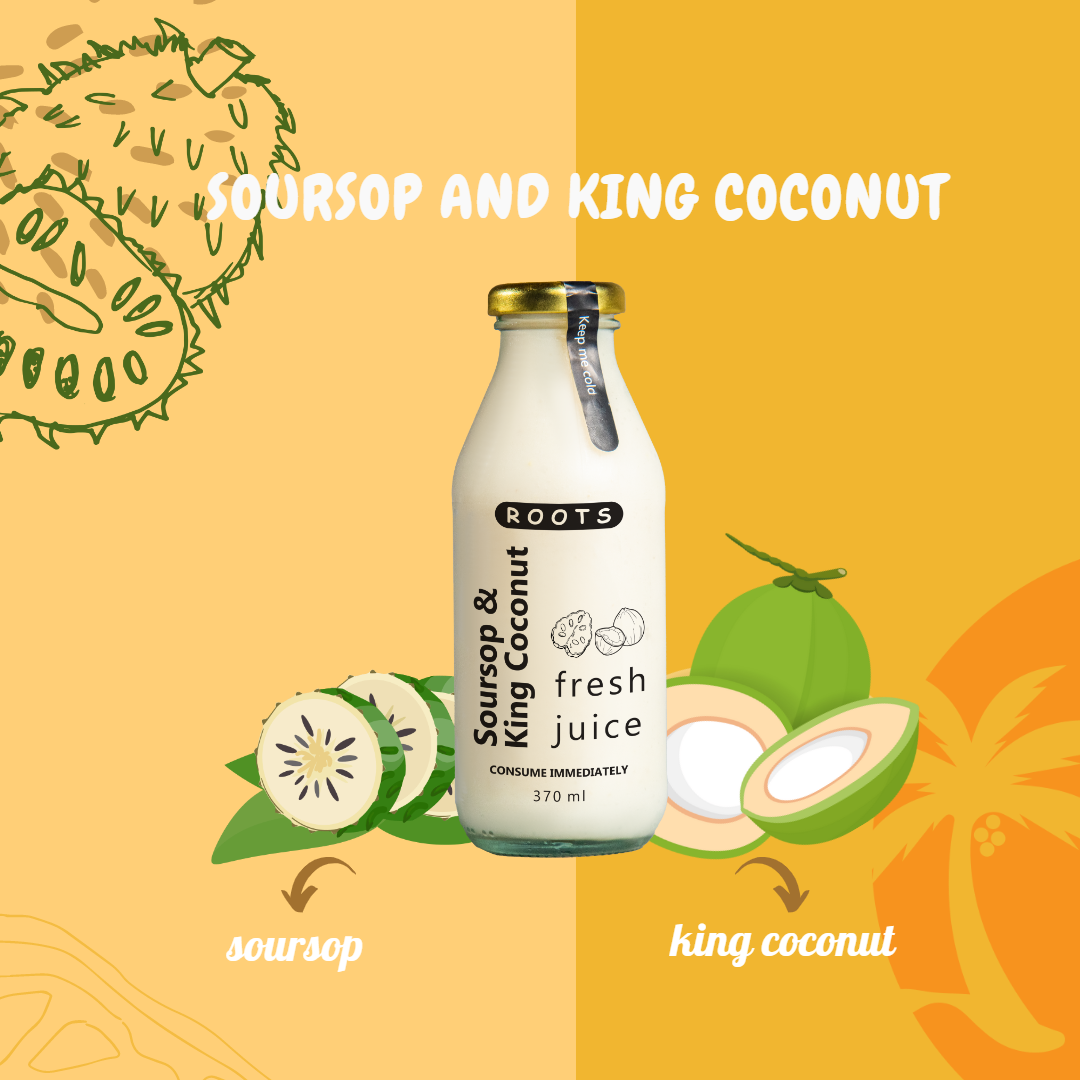 SOURSOP AND KING COCONUT
Keep me cold
ROOTS
Soursop &
King Coconut
fresh
juice
CONSUME IMMEDIATELY
370 ml
soursop
king coconut